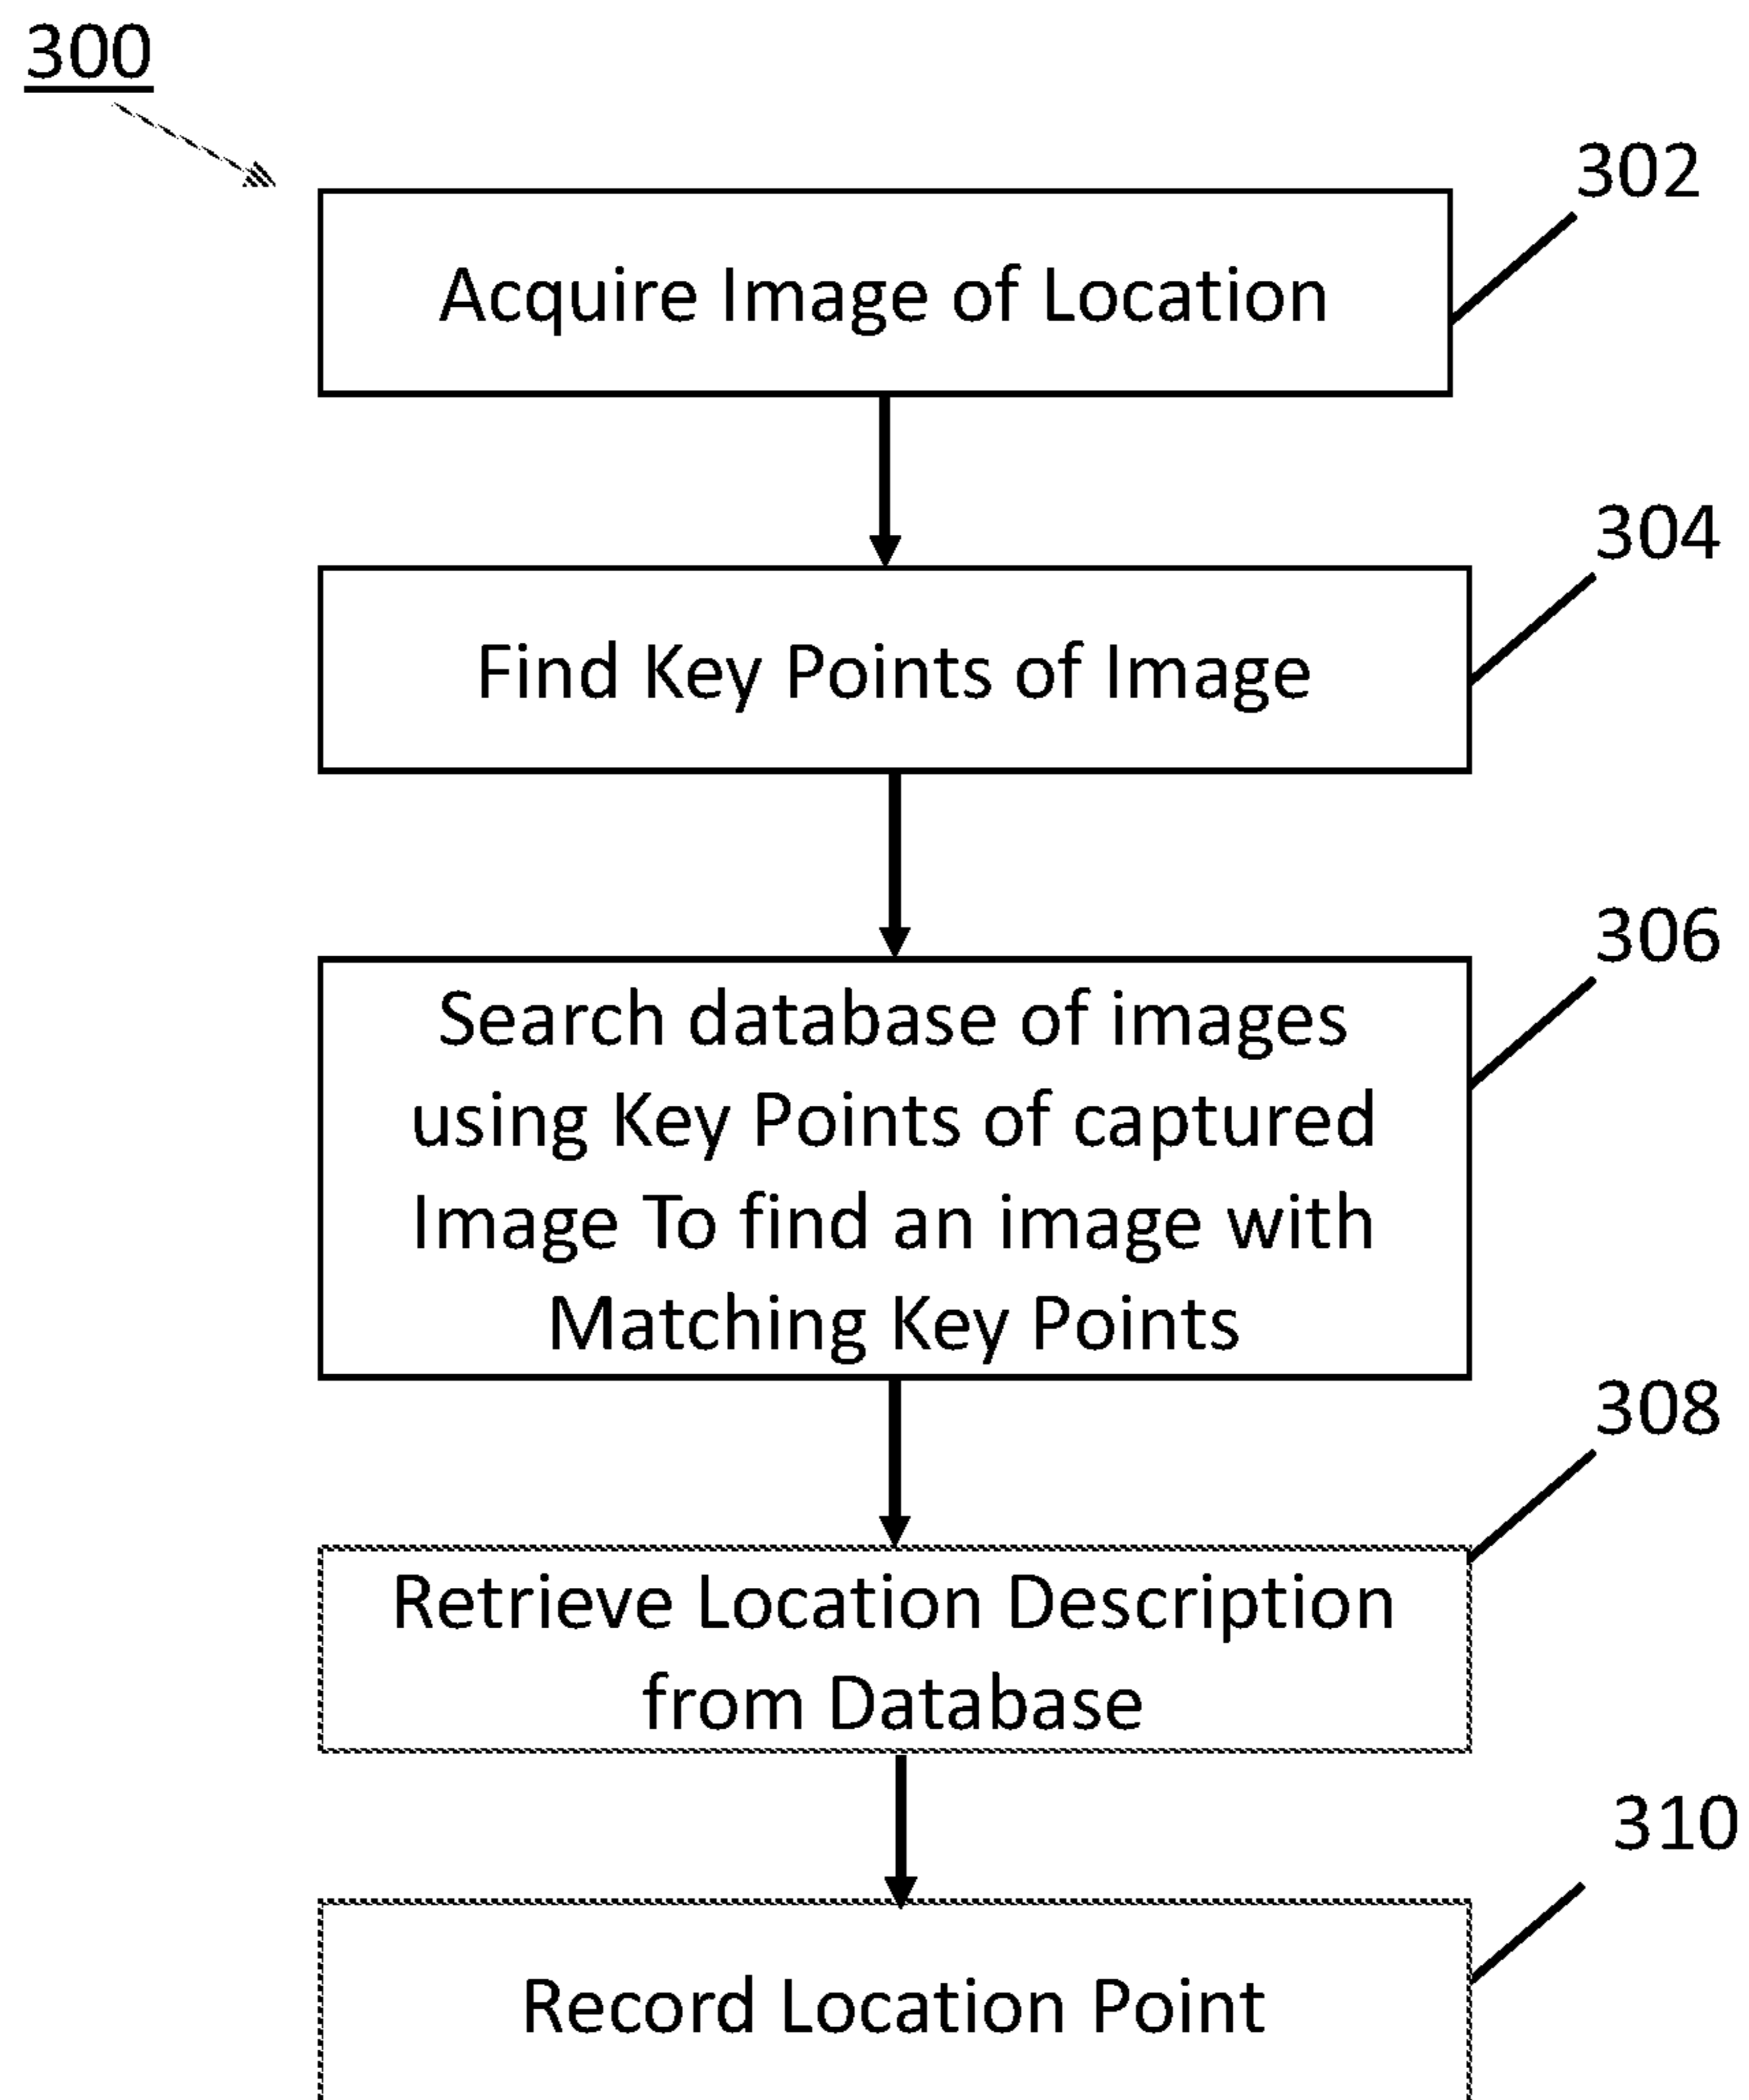 300
302
Acquire Image of Location
304
Find Key Points of Image
306
Search database of images
using Key Points of captured
Image To find an image with
Matching Key Points
308
Retrieve Location Description
from Database
310
Record Location Point